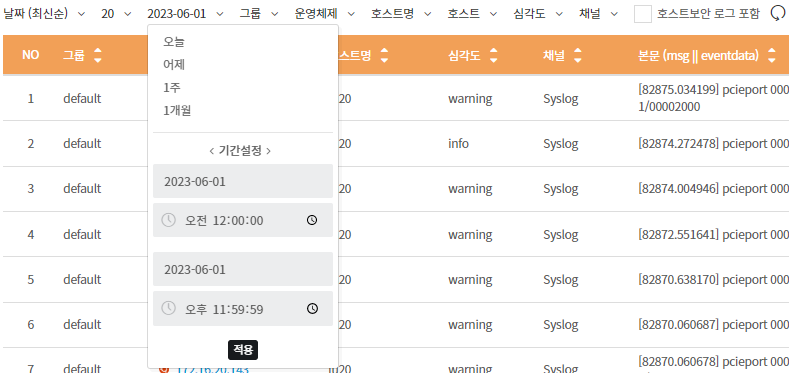 날짜 (최신순) 20 2023-06-01 그룹 운영체제 호스트명 호스트 심각도 채널 호스트보안 로그 포함
NO 그룹 스트명 심각도 채널 본문 (msg || eventdata)
오늘
어제
1주
1개월
< 기간설정 >
2023-06-01
오전 12:00:00
2023-06-01
오후 11:59:59
적용
1 default 20 warning Syslog [82875.034199] pcieport 000
1/00002000
2 default 20 info Syslog [82874.272478] pcieport 000
3 default 20 warning Syslog [82874.004946] pcieport 000
4 default 20 warning Syslog [82872.551641] pcieport 000
5 default 20 warning Syslog [82870.638170] pcieport 000
6 default 20 warning Syslog [82870.060687] pcieport 000
7 default 172.16.20.143 warning Syslog [82870.060678] pcieport 000